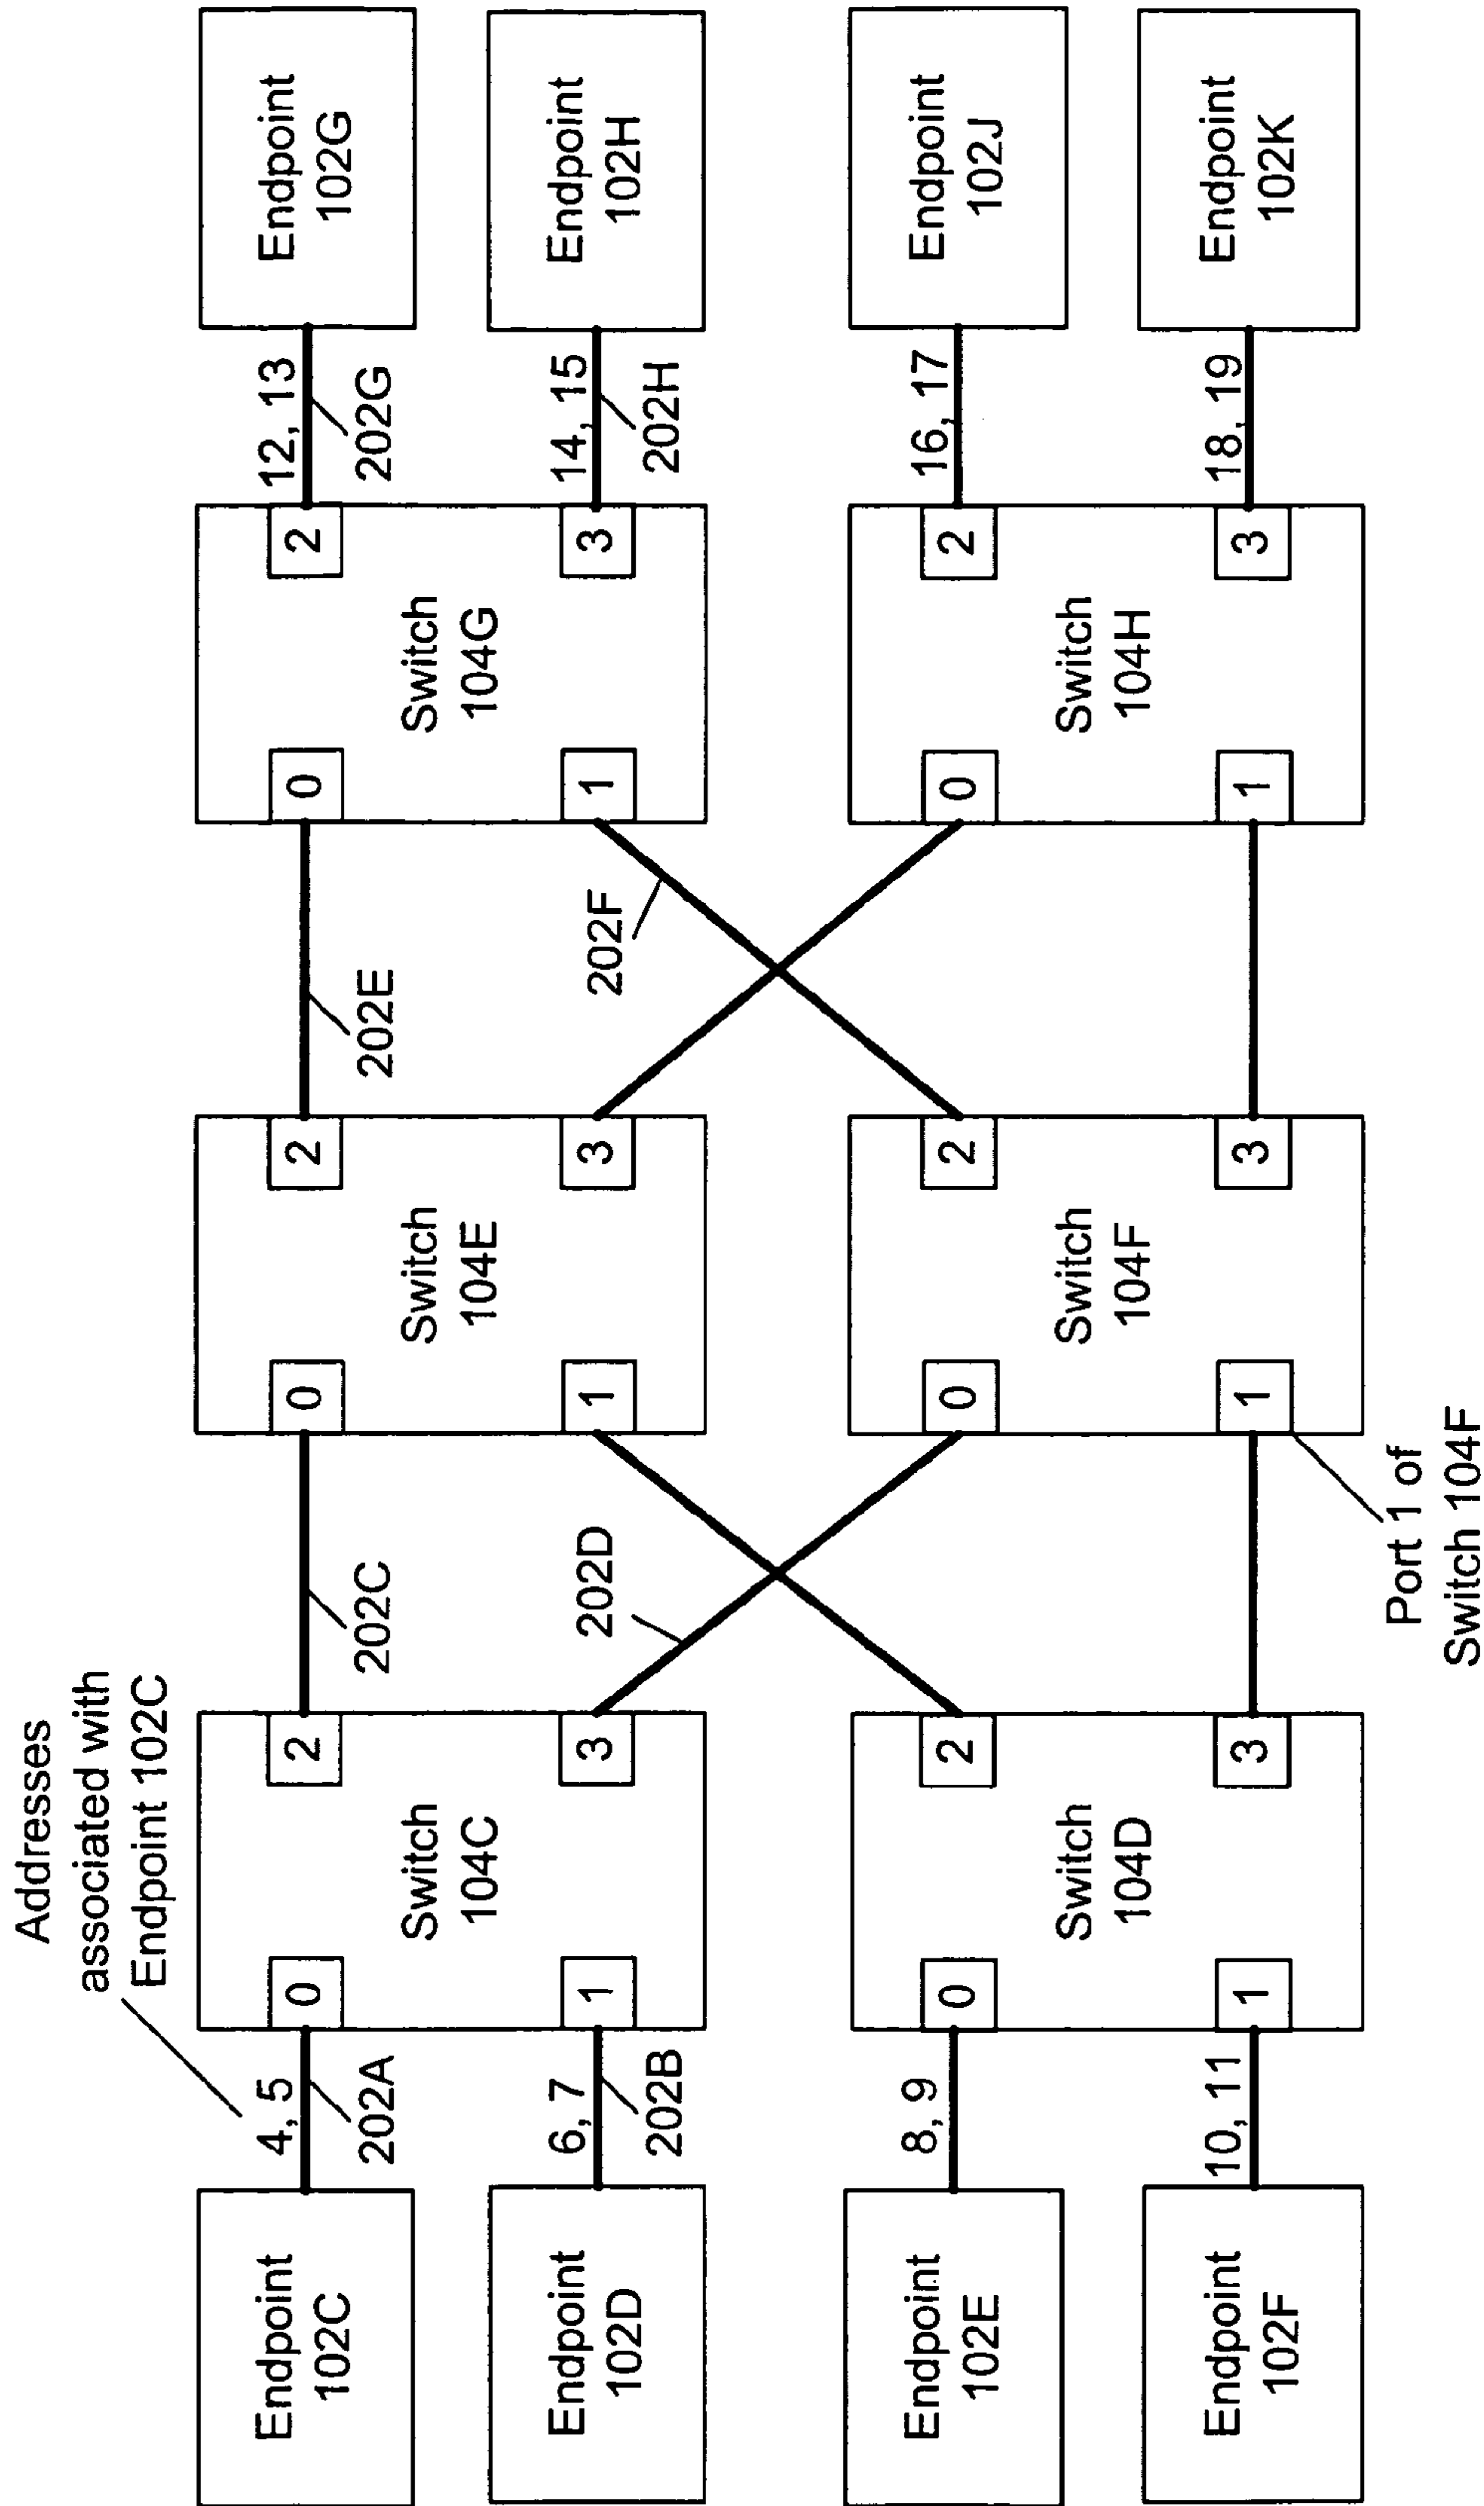 Addresses
associated with
Endpoint 102C
Endpoint
102C
4, 5
202A
0
Switch
104C
2
202C
0
Switch
104E
2
202E
0
Switch
104G
2
12, 13
202G
Endpoint
102G
Endpoint
102D
6, 7
202B
1
3
202D
1
3
202F
1
3
14, 15
202H
Endpoint
102H
Endpoint
102E
8, 9
0
Switch
104D
2
0
Switch
104F
2
0
Switch
104H
2
16, 17
Endpoint
102J
Endpoint
102F
10, 11
1
3
1
3
1
3
18, 19
Endpoint
102K
Port 1 of
Switch 104F